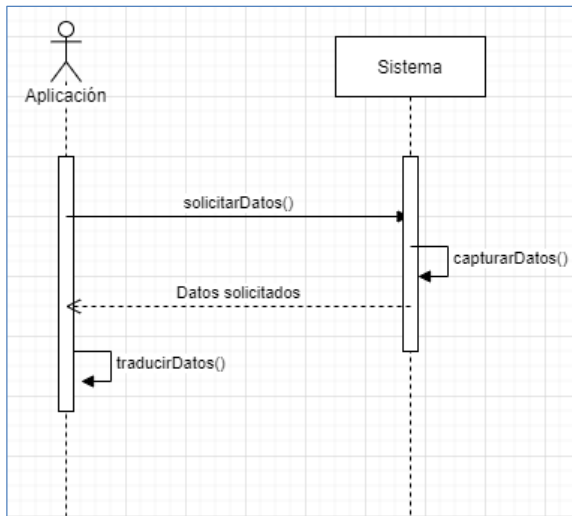 Aplicación
Sistema
solicitarDatos()
capturarDatos()
Datos solicitados
traducirDatos()